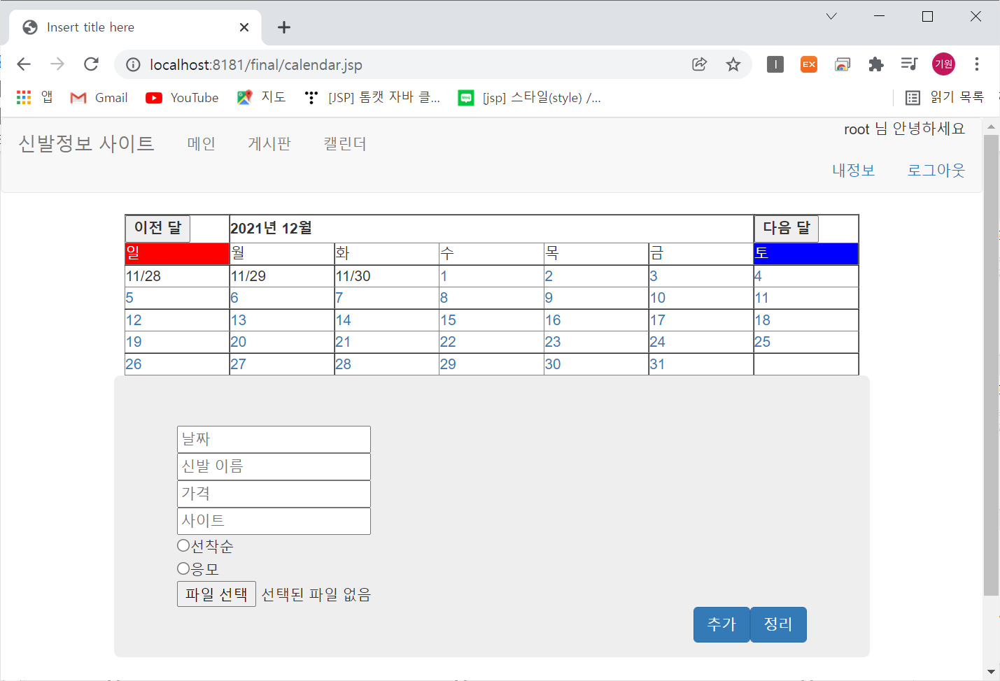 Insert title here
localhost:8181/final/calendar.jsp
I
EX
기원
앱
Gmail
YouTube
지도
[JSP] 톰캣 자바 클...
blog
[jsp] 스타일(style) /...
읽기 목록
root 님 안녕하세요
신발정보 사이트 메인 게시판 캘린더
내정보 로그아웃
이전 달 2021년 12월 다음 달
일 월 화 수 목 금 토
11/28 11/29 11/30 1 2 3 4
5 6 7 8 9 10 11
12 13 14 15 16 17 18
19 20 21 22 23 24 25
26 27 28 29 30 31
날짜
신발 이름
가격
사이트
선착순
응모
파일 선택 선택된 파일 없음
추가 정리